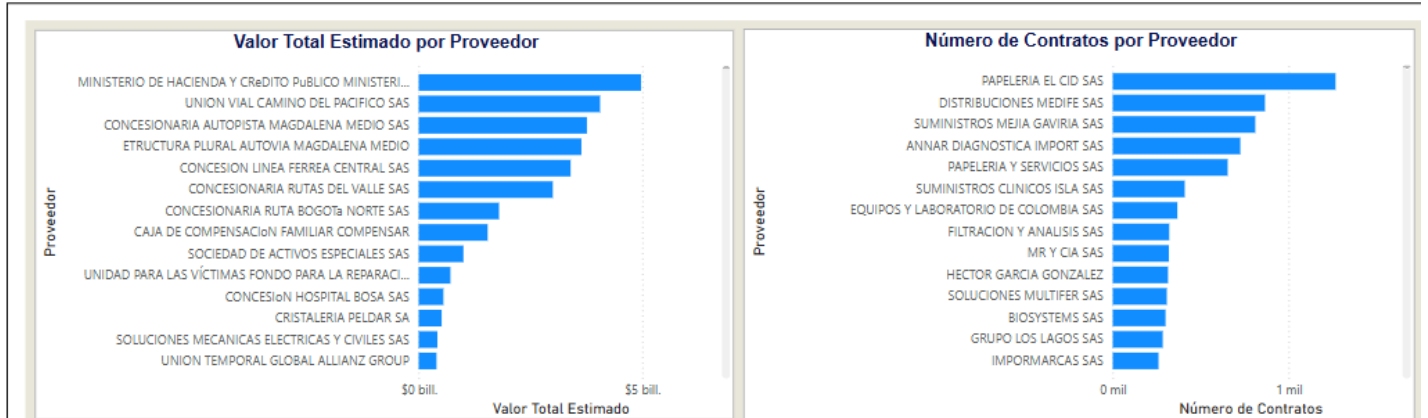 Valor Total Estimado por Proveedor
Proveedor
MINISTERIO DE HACIENDA Y CReDITO PuBLICO MINISTERI...
UNION VIAL CAMINO DEL PACIFICO SAS
CONCESIONARIA AUTOPISTA MAGDALENA MEDIO SAS
ETRUCTURA PLURAL AUTOVIA MAGDALENA MEDIO
CONCESION LINEA FERREA CENTRAL SAS
CONCESIONARIA RUTAS DEL VALLE SAS
CONCESIONARIA RUTA BOGOTa NORTE SAS
CAJA DE COMPENSACIoN FAMILIAR COMPENSAR
SOCIEDAD DE ACTIVOS ESPECIALES SAS
UNIDAD PARA LAS VÍCTIMAS FONDO PARA LA REPARACI...
CONCESIoN HOSPITAL BOSA SAS
CRISTALERIA PELDAR SA
SOLUCIONES MECANICAS ELECTRICAS Y CIVILES SAS
UNION TEMPORAL GLOBAL ALLIANZ GROUP
$0 bill. $5 bill.
Valor Total Estimado
Número de Contratos por Proveedor
Proveedor
PAPELERIA EL CID SAS
DISTRIBUCIONES MEDIFE SAS
SUMINISTROS MEJIA GAVIRIA SAS
ANNAR DIAGNOSTICA IMPORT SAS
PAPELERIA Y SERVICIOS SAS
SUMINISTROS CLINICOS ISLA SAS
EQUIPOS Y LABORATORIO DE COLOMBIA SAS
FILTRACION Y ANALISIS SAS
MR Y CIA SAS
HECTOR GARCIA GONZALEZ
SOLUCIONES MULTIFER SAS
BIOSYSTEMS SAS
GRUPO LOS LAGOS SAS
IMPORMARCAS SAS
0 mil 1 mil
Número de Contratos